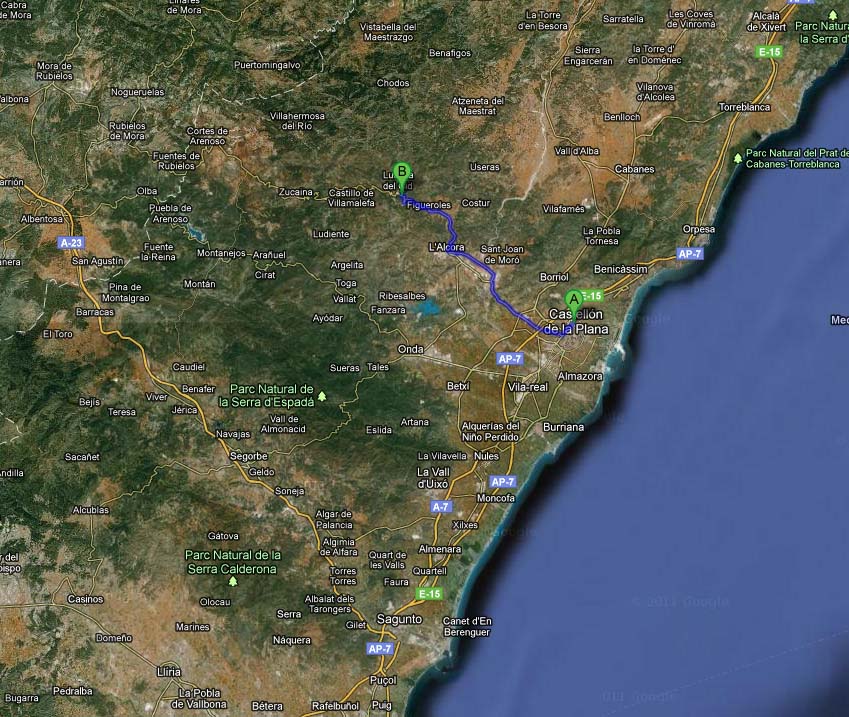 Cabra
de Mora
Linares
de Mora
La Torre
d'en Besora
Sarratella
Les Coves
de Vinromà
Alcalà
de Xivert
Parc Natural
la Serra d'
Vistabella del
Maestrazgo
Benafigos
Sierra
Engarcerán
la Torre d'
en Domènec
E-15
Mora de
Rubielos
Puertomingalvo
Chodos
Vilanova
d'Alcolea
Nogueruelas
Atzeneta del
Maestrat
Torreblanca
Villahermosa
del Río
Benlloch
Rubielos
de Mora
Cortes de
Arenoso
Fuentes de
Rubielos
Vall d'Alba
Parc Natural del Prat de
Cabanes-Torreblanca
B
Useras
Cabanes
Olba
Zucaina
Castillo de
Villamalefa
Figueroles
Costur
Vilafamés
Albentosa
Puebla de
Arenoso
Orpesa
A-23
Ludiente
La Pobla
Tornesa
Fuente
la Reina
Montanejos
Arañuel
L'Alcora
Sant Joan
de Moró
AP-7
San Agustín
Cirat
Argelita
Borriol
Benicàssim
Pina de
Montalgrao
Montán
Toga
Vallat
Ribesalbes
Fanzara
A
E-15
Barracas
Ayódar
Castellón
de la Plana
El Toro
Onda
AP-7
Caudiel
Sueras
Tales
Almazora
Viver
Benafer
Parc Natural de
la Serra d'Espadá
Betxí
Vila-real
Bejís
Teresa
Jérica
Vall de
Almonacid
Artana
Eslida
Alquerías del
Niño Perdido
Burriana
Navajas
Sacañet
Segorbe
La Vilavella
Nules
Geldo
La Vall
d'Uixó
AP-7
Soneja
Moncofa
Alcublas
A-7
Algar de
Palancia
Xilxes
Gátova
Algimia
de Alfara
Almenara
Parc Natural de la
Serra Calderona
Quart de
les Valls
Torres
Torres
Quartell
Faura
Casinos
Olocau
E-15
Albalat dels
Tarongers
Serra
Sagunto
Canet d'En
Berenguer
Marines
Gilet
Domeño
Náquera
AP-7
Lliria
Puçol
Pedralba
La Pobla
de Vallbona
Bugarra
Bétera
Rafelbuñol
Puig